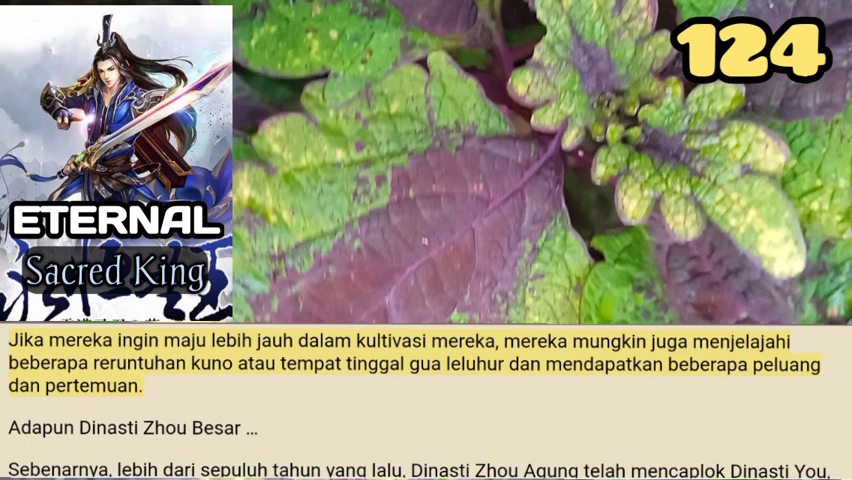 124
ETERNAL
Sacred King
Jika mereka ingin maju lebih jauh dalam kultivasi mereka, mereka mungkin juga menjelajahi
beberapa reruntuhan kuno atau tempat tinggal gua leluhur dan mendapatkan beberapa peluang
dan pertemuan.
Adapun Dinasti Zhou Besar ...
Sebenarnya, lebih dari sepuluh tahun yang lalu, Dinasti Zhou Agung telah mencaplok Dinasti You,